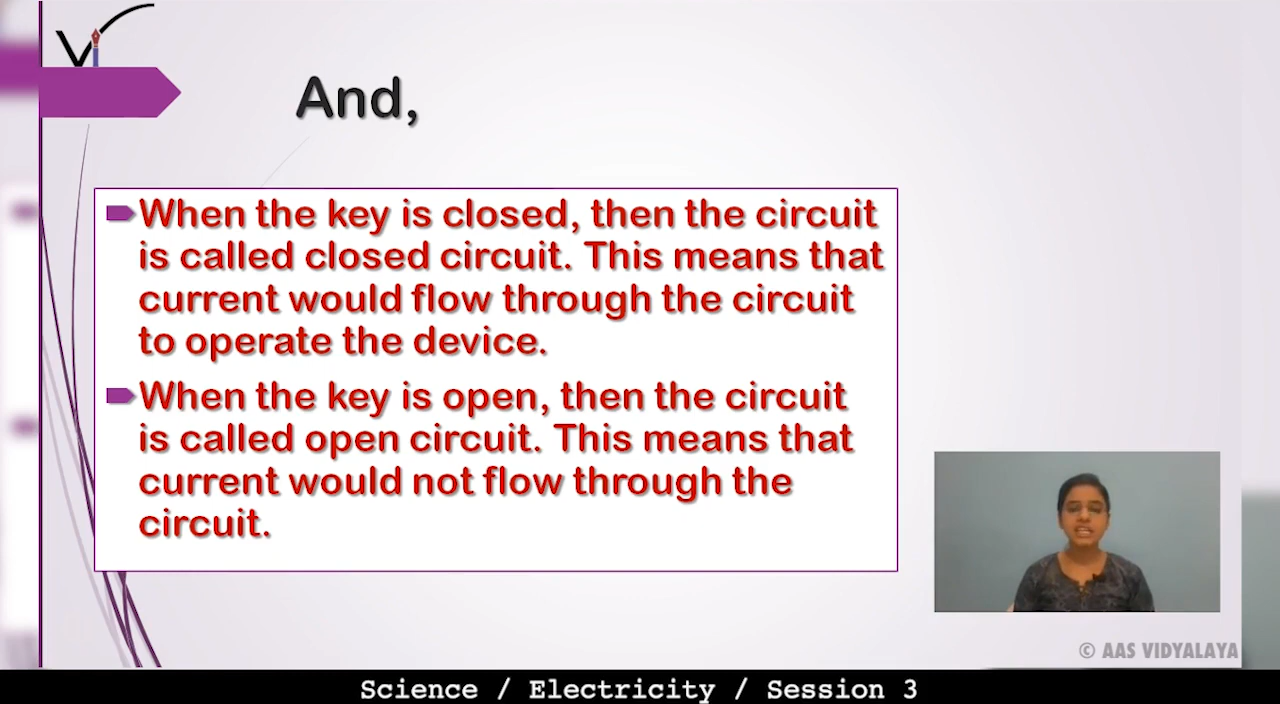 And,
When the key is closed, then the circuit
is called closed circuit. This means that
current would flow through the circuit
to operate the device.
When the key is open, then the circuit
is called open circuit. This means that
current would not flow through the
circuit.
© AAS VIDYALAYA
Science / Electricity / Session 3